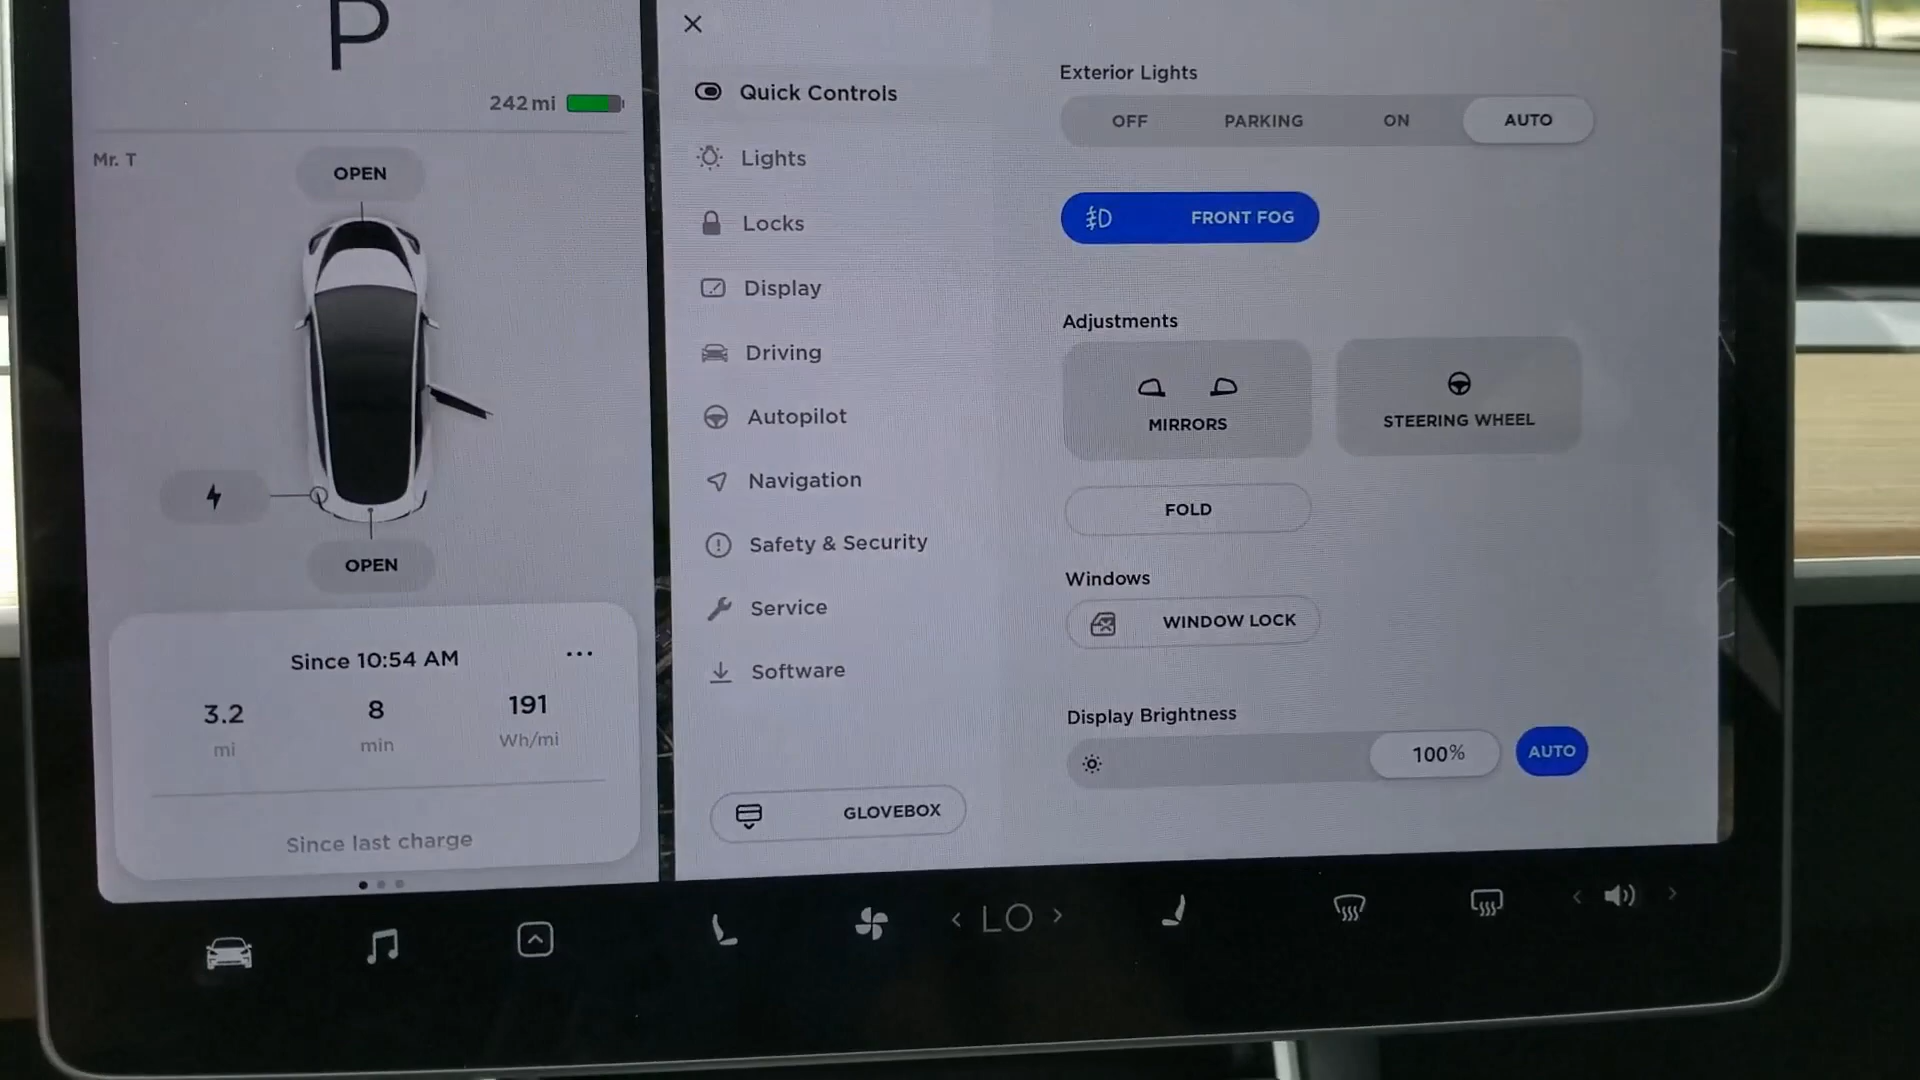 P
242 mi
Mr. T
OPEN
OPEN
Since 10:54 AM
...
3.2
8
191
mi
min
Wh/mi
Since last charge
Quick Controls
Lights
Locks
Display
Driving
Autopilot
Navigation
Safety & Security
Service
Software
GLOVEBOX
Exterior Lights
OFF
PARKING
ON
AUTO
FRONT FOG
Adjustments
MIRRORS
STEERING WHEEL
FOLD
Windows
WINDOW LOCK
Display Brightness
100%
AUTO
< LO >